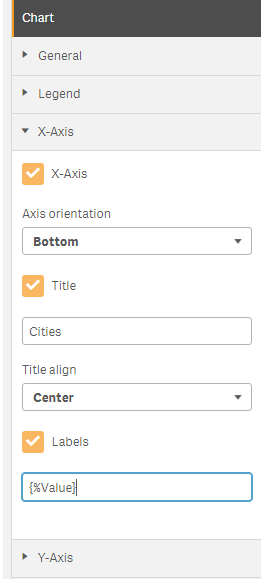 Chart
General
Legend
X-Axis
X-Axis
Axis orientation
Bottom
Title
Cities
Title align
Center
Labels
{%Value}
Y-Axis